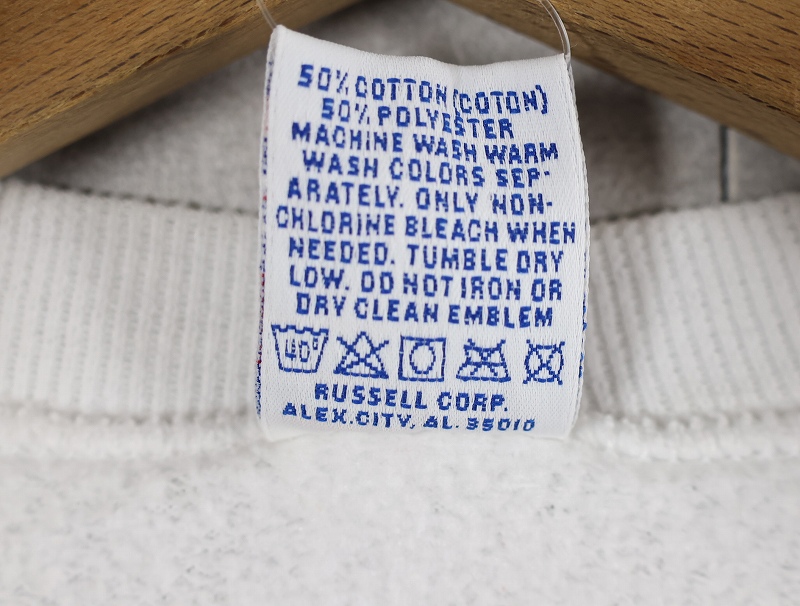 50% COTTON (COTON)
50% POLYESTER
MACHINE WASH WARM
WASH COLORS SEP-
ARATELY. ONLY NON-
CHLORINE BLEACH WHEN
NEEDED. TUMBLE DRY
LOW. DO NOT IRON OR
DRY CLEAN EMBLEM
40°
RUSSELL CORP.
ALEX.CITY, AL. 35010